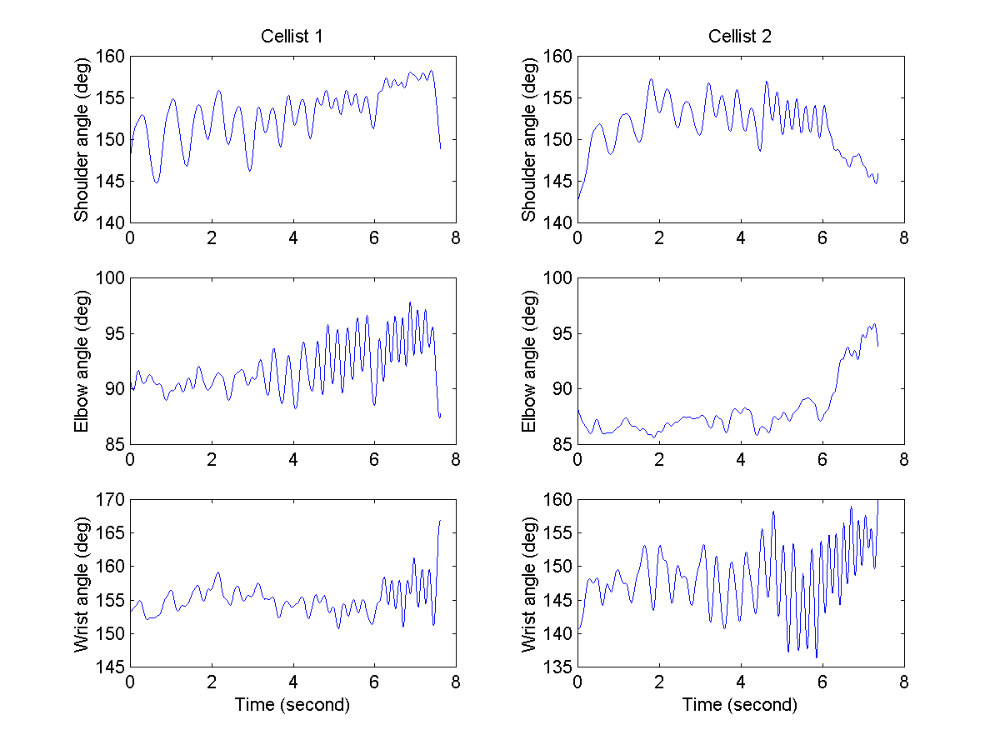 Cellist 1
Shoulder angle (deg)
160
155
150
145
140
0 2 4 6 8
Cellist 2
Shoulder angle (deg)
160
155
150
145
140
0 2 4 6 8
Elbow angle (deg)
100
95
90
85
0 2 4 6 8
Elbow angle (deg)
100
95
90
85
0 2 4 6 8
Wrist angle (deg)
170
165
160
155
150
145
0 2 4 6 8
Time (second)
Wrist angle (deg)
160
155
150
145
140
135
0 2 4 6 8
Time (second)